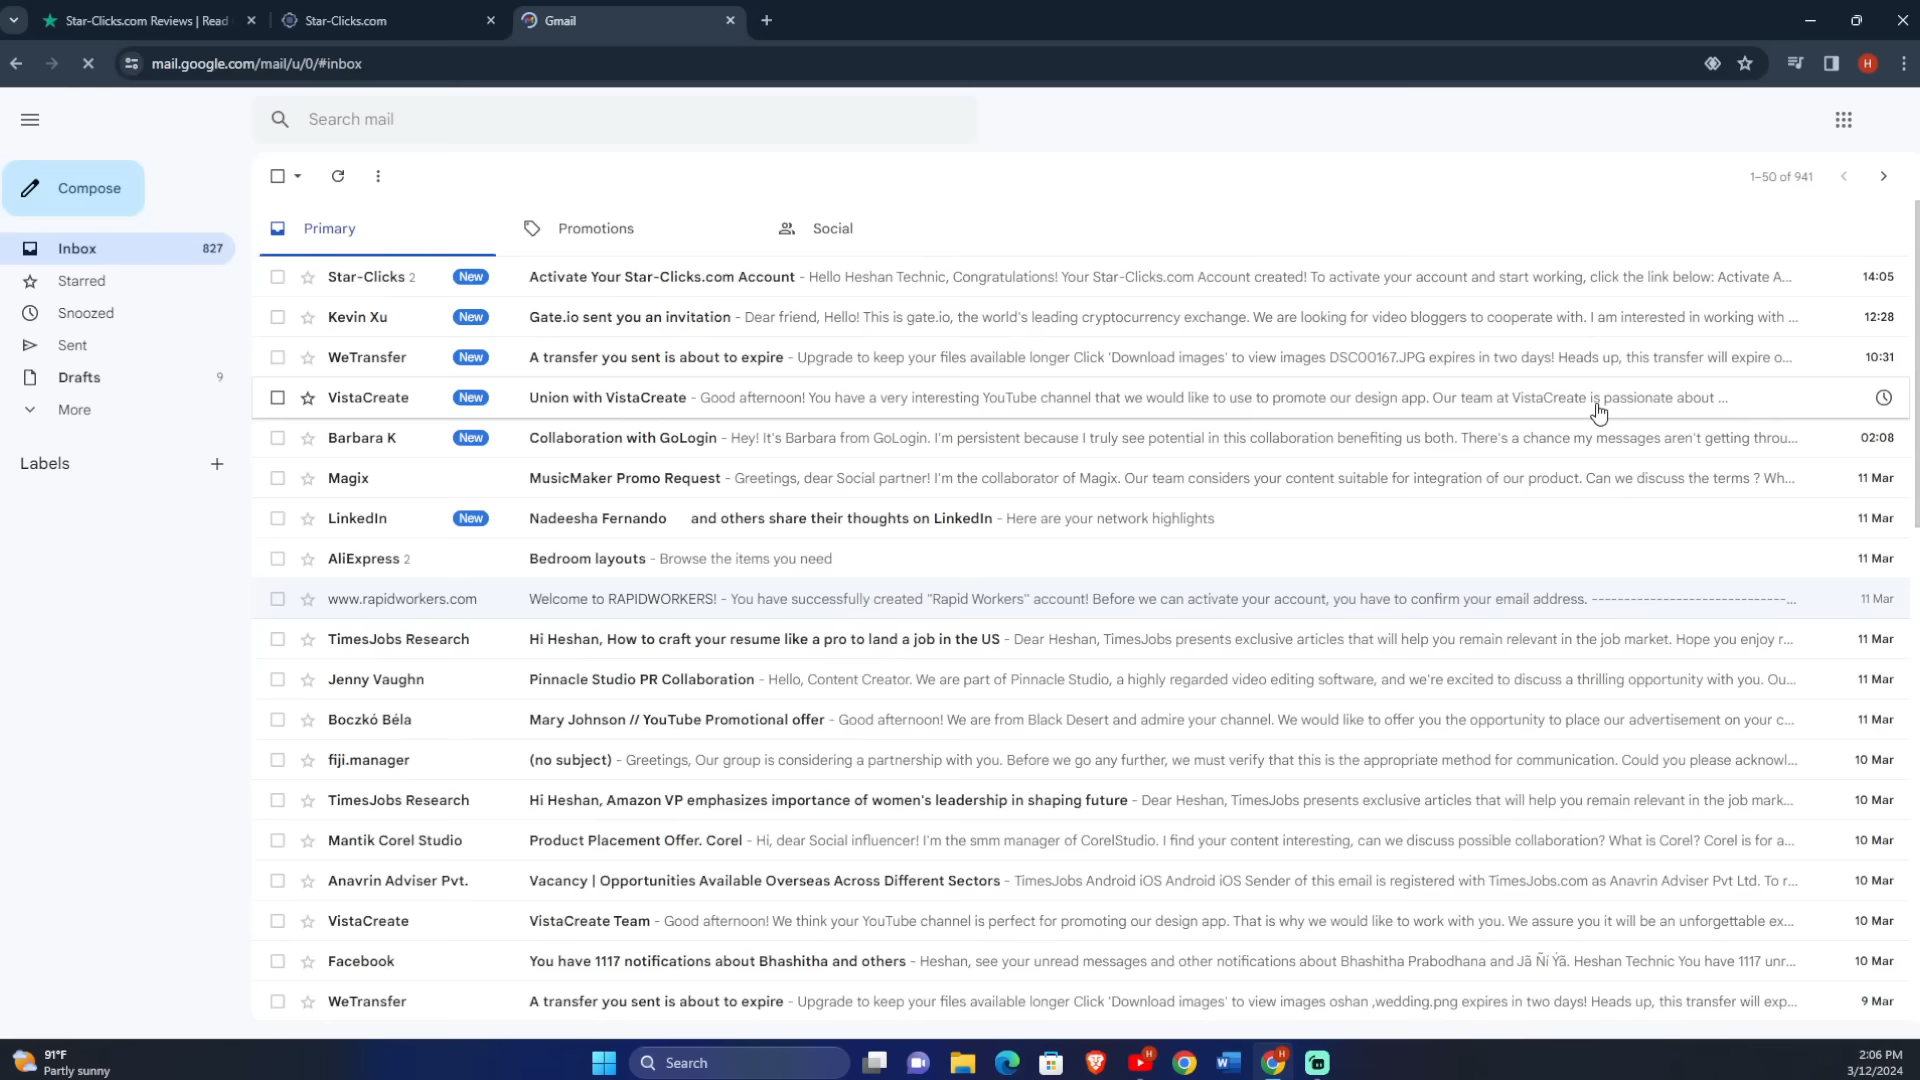 Star-Clicks.com Reviews | Read
Star-Clicks.com
Gmail
mail.google.com/mail/u/0/#inbox
H
Search mail
Compose
1–50 of 941
Primary
Promotions
Social
Inbox 827
Starred
Snoozed
Sent
Drafts 9
More
Labels
Star-Clicks 2 New Activate Your Star-Clicks.com Account - Hello Heshan Technic, Congratulations! Your Star-Clicks.com Account created! To activate your account and start working, click the link below: Activate A... 14:05
Kevin Xu New Gate.io sent you an invitation - Dear friend, Hello! This is gate.io, the world's leading cryptocurrency exchange. We are looking for video bloggers to cooperate with. I am interested in working with ... 12:28
WeTransfer New A transfer you sent is about to expire - Upgrade to keep your files available longer Click 'Download images' to view images DSC00167.JPG expires in two days! Heads up, this transfer will expire o... 10:31
VistaCreate New Union with VistaCreate - Good afternoon! You have a very interesting YouTube channel that we would like to use to promote our design app. Our team at VistaCreate is passionate about ...
Barbara K New Collaboration with GoLogin - Hey! It's Barbara from GoLogin. I'm persistent because I truly see potential in this collaboration benefiting us both. There's a chance my messages aren't getting throu... 02:08
Magix MusicMaker Promo Request - Greetings, dear Social partner! I'm the collaborator of Magix. Our team considers your content suitable for integration of our product. Can we discuss the terms ? Wh... 11 Mar
LinkedIn New Nadeesha Fernando and others share their thoughts on LinkedIn - Here are your network highlights 11 Mar
AliExpress 2 Bedroom layouts - Browse the items you need 11 Mar
www.rapidworkers.com Welcome to RAPIDWORKERS! - You have successfully created "Rapid Workers" account! Before we can activate your account, you have to confirm your email address. ------------------------------... 11 Mar
TimesJobs Research Hi Heshan, How to craft your resume like a pro to land a job in the US - Dear Heshan, TimesJobs presents exclusive articles that will help you remain relevant in the job market. Hope you enjoy r... 11 Mar
Jenny Vaughn Pinnacle Studio PR Collaboration - Hello, Content Creator. We are part of Pinnacle Studio, a highly regarded video editing software, and we're excited to discuss a thrilling opportunity with you. Ou... 11 Mar
Boczkó Béla Mary Johnson // YouTube Promotional offer - Good afternoon! We are from Black Desert and admire your channel. We would like to offer you the opportunity to place our advertisement on your c... 11 Mar
fiji.manager (no subject) - Greetings, Our group is considering a partnership with you. Before we go any further, we must verify that this is the appropriate method for communication. Could you please acknowl... 10 Mar
TimesJobs Research Hi Heshan, Amazon VP emphasizes importance of women's leadership in shaping future - Dear Heshan, TimesJobs presents exclusive articles that will help you remain relevant in the job mark... 10 Mar
Mantik Corel Studio Product Placement Offer. Corel - Hi, dear Social influencer! I'm the smm manager of CorelStudio. I find your content interesting, can we discuss possible collaboration? What is Corel? Corel is for a... 10 Mar
Anavrin Adviser Pvt. Vacancy | Opportunities Available Overseas Across Different Sectors - TimesJobs Android iOS Android iOS Sender of this email is registered with TimesJobs.com as Anavrin Adviser Pvt Ltd. To r... 10 Mar
VistaCreate VistaCreate Team - Good afternoon! We think your YouTube channel is perfect for promoting our design app. That is why we would like to work with you. We assure you it will be an unforgettable ex... 10 Mar
Facebook You have 1117 notifications about Bhashitha and others - Heshan, see your unread messages and other notifications about Bhashitha Prabodhana and Jã Ñí Ýã. Heshan Technic You have 1117 unr... 10 Mar
WeTransfer A transfer you sent is about to expire - Upgrade to keep your files available longer Click 'Download images' to view images oshan ,wedding.png expires in two days! Heads up, this transfer will exp... 9 Mar
91°F
Partly sunny
Search
H
H
2:06 PM
3/12/2024